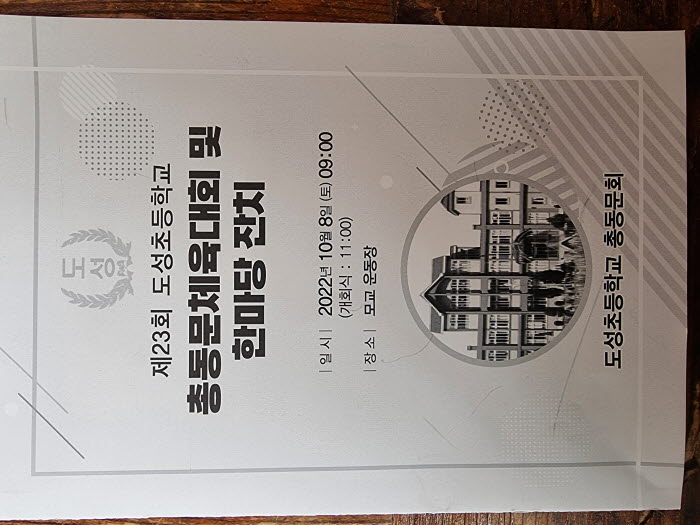 도
성
제23회 도성초등학교
총동문체육대회 및
한마당 잔치
| 일 시 | 2022년 10월 8일 (토) 09:00
(개회식 : 11:00)
| 장 소 | 모교 운동장
도성초등학교 총동문회